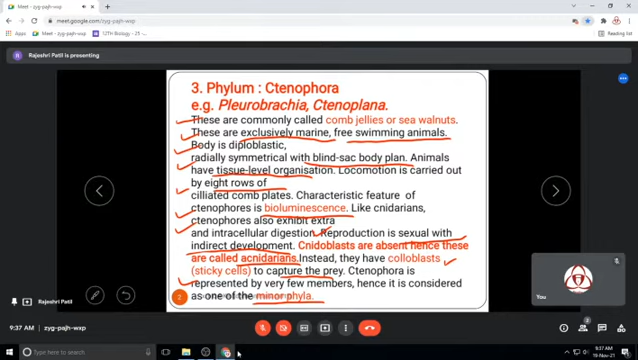 Meet - zyg-pajh-wxp
meet.google.com/zyg-pajh-wxp
Apps
Meet - zyg-pajh-wxp
12th Biology - 21 -
Reading list
R
Rajeshri Patil is presenting
3. Phylum : Ctenophora
e.g. Pleurobrachia, Ctenoplana.
These are commonly called comb jellies or sea walnuts.
These are exclusively marine, free swimming animals.
Body is diploblastic,
radially symmetrical with blind-sac body plan. Animals
have tissue-level organisation. Locomotion is carried out
by eight rows of
cilliated comb plates. Characteristic feature of
ctenophores is bioluminescence. Like cnidarians,
ctenophores also exhibit extra
and intracellular digestion. Reproduction is sexual with
indirect development. Cnidoblasts are absent hence these
are called acnidarians. Instead, they have colloblasts
(sticky cells) to capture the prey. Ctenophora is
represented by very few members, hence it is considered
as one of the minor phyla.
2
You
9:37 AM | zyg-pajh-wxp
2
Type here to search
9:37 AM
19-Nov-21